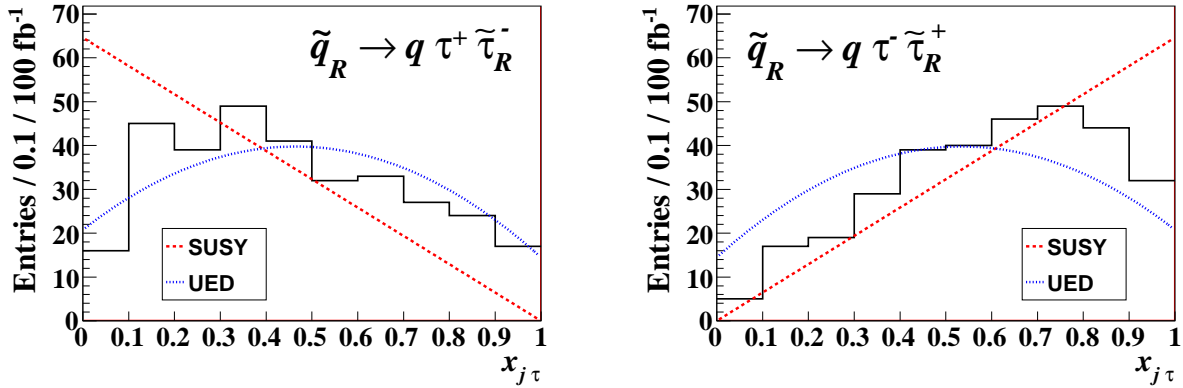 Entries / 0.1 / 100 fb⁻¹
70
60
50
40
30
20
10
0
q̃_R → q τ⁺ τ̃_R⁻
SUSY
UED
0 0.1 0.2 0.3 0.4 0.5 0.6 0.7 0.8 0.9 1
x_{j τ}
Entries / 0.1 / 100 fb⁻¹
70
60
50
40
30
20
10
0
q̃_R → q τ⁻ τ̃_R⁺
SUSY
UED
0 0.1 0.2 0.3 0.4 0.5 0.6 0.7 0.8 0.9 1
x_{j τ}